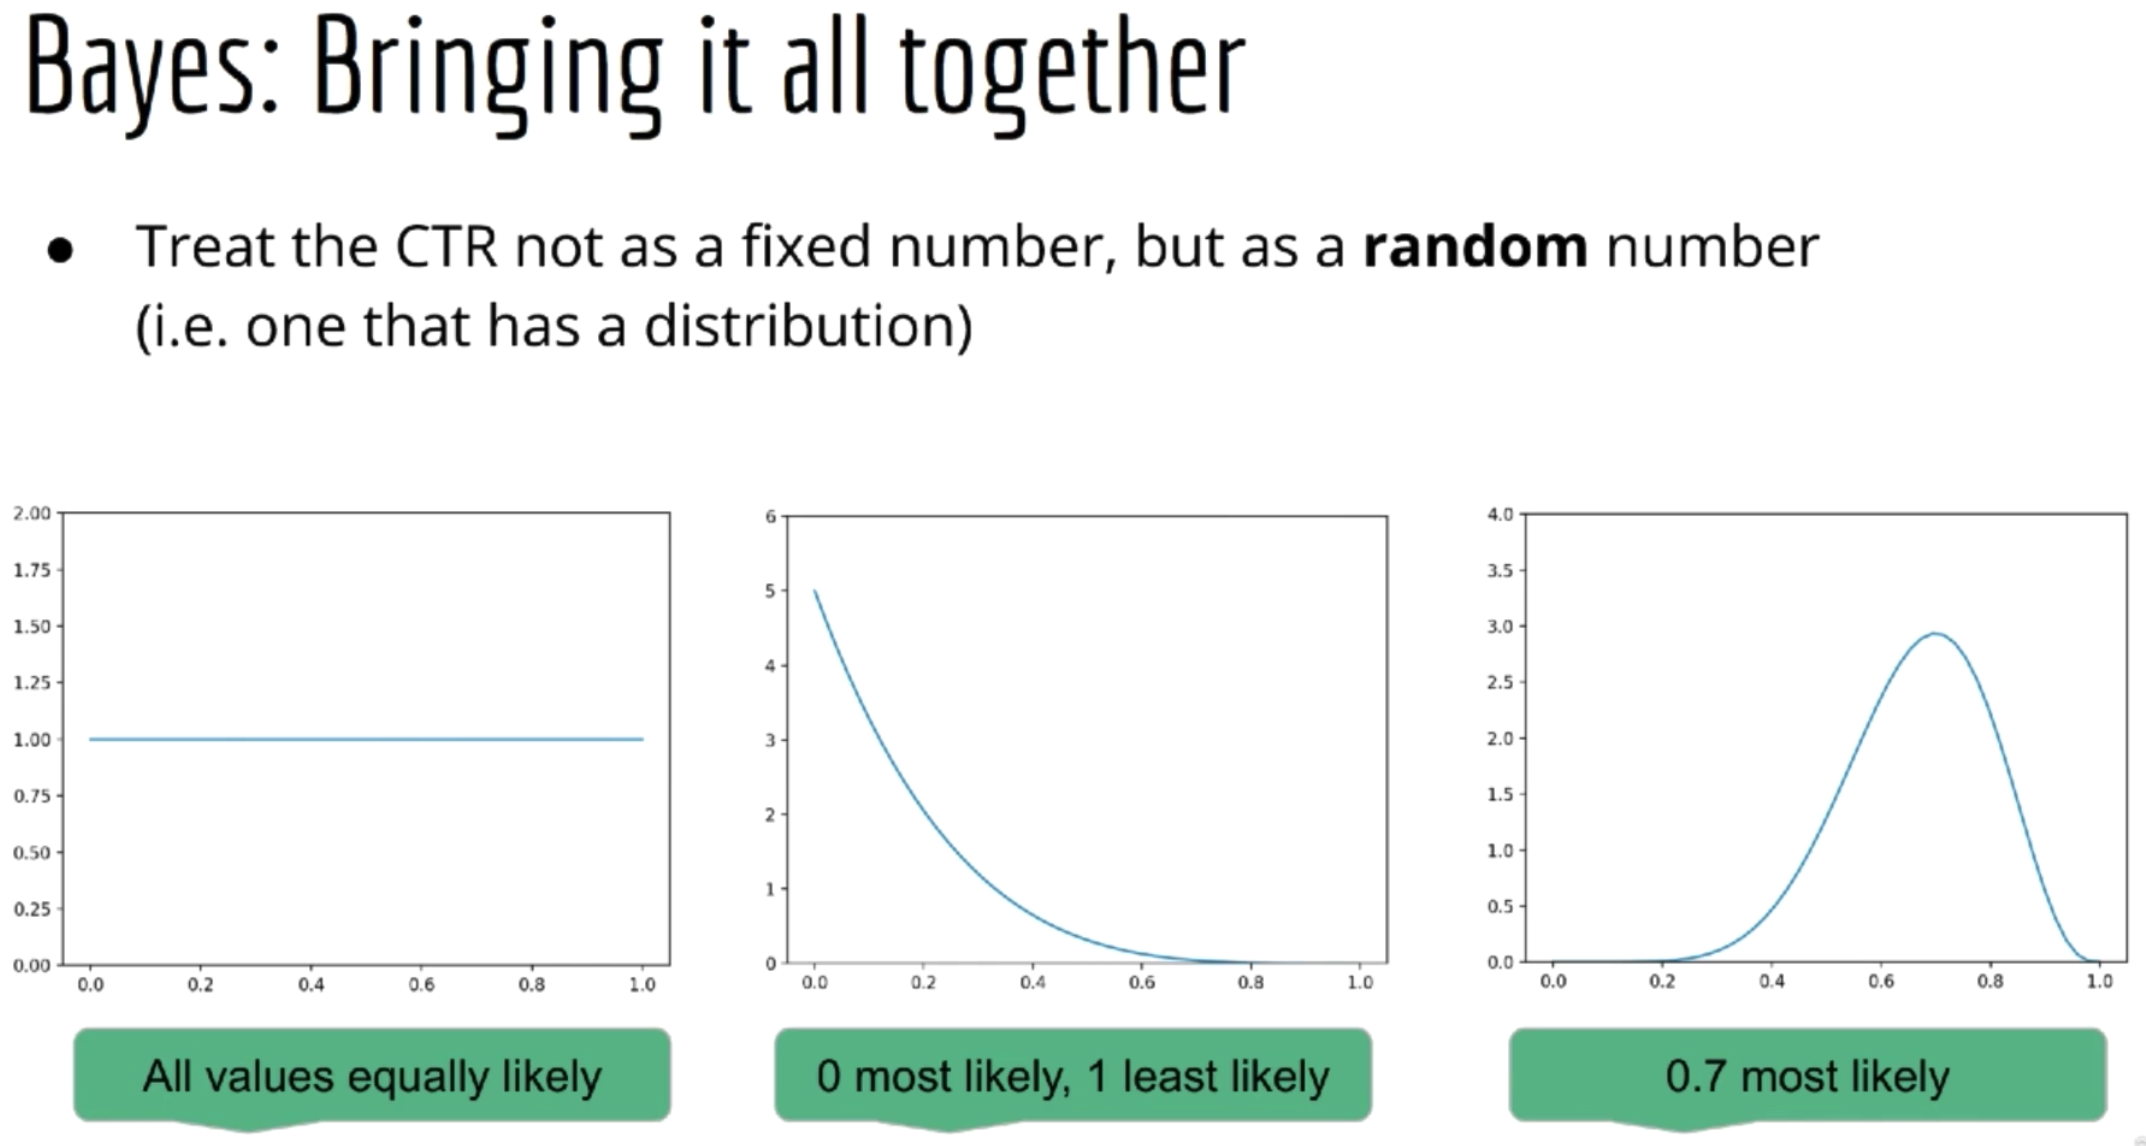 Bayes: Bringing it all together
● Treat the CTR not as a fixed number, but as a random number
(i.e. one that has a distribution)
2.00
1.75
1.50
1.25
1.00
0.75
0.50
0.25
0.00
0.0 0.2 0.4 0.6 0.8 1.0
6
5
4
3
2
1
0
0.0 0.2 0.4 0.6 0.8 1.0
4.0
3.5
3.0
2.5
2.0
1.5
1.0
0.5
0.0
0.0 0.2 0.4 0.6 0.8 1.0
All values equally likely
0 most likely, 1 least likely
0.7 most likely